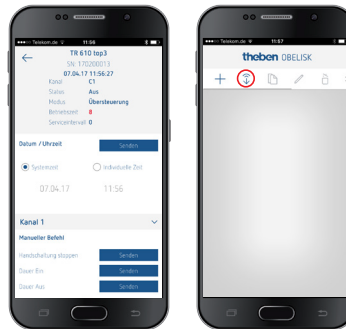 Telekom.de 11:56
TR 610 top3
SN: 170200013
07.04.17 11:56:27
Kanal C1
Status Aus
Modus Übersteuerung
Betriebszeit 8
Serviceintervall 0
Datum / Uhrzeit Senden
Systemzeit Individuelle Zeit
07.04.17 11:56
Kanal 1
Manueller Befehl
Handschaltung stoppen Senden
Dauer Ein Senden
Dauer Aus Senden
Telekom.de 11:57
theben OBELISK